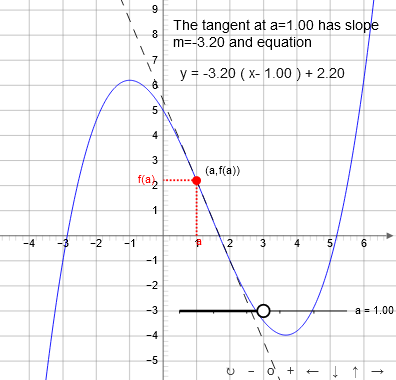 9
The tangent at a=1.00 has slope
8
m=-3.20 and equation
7
y = -3.20 ( x- 1.00 ) + 2.20
6
5
4
3
(a,f(a))
f(a)
2
1
−4 −3 −2 −1 1 2 3 4 5 6
a
−1
−2
−3
a = 1.00
−4
−5
↻ − o + ← ↓ ↑ →